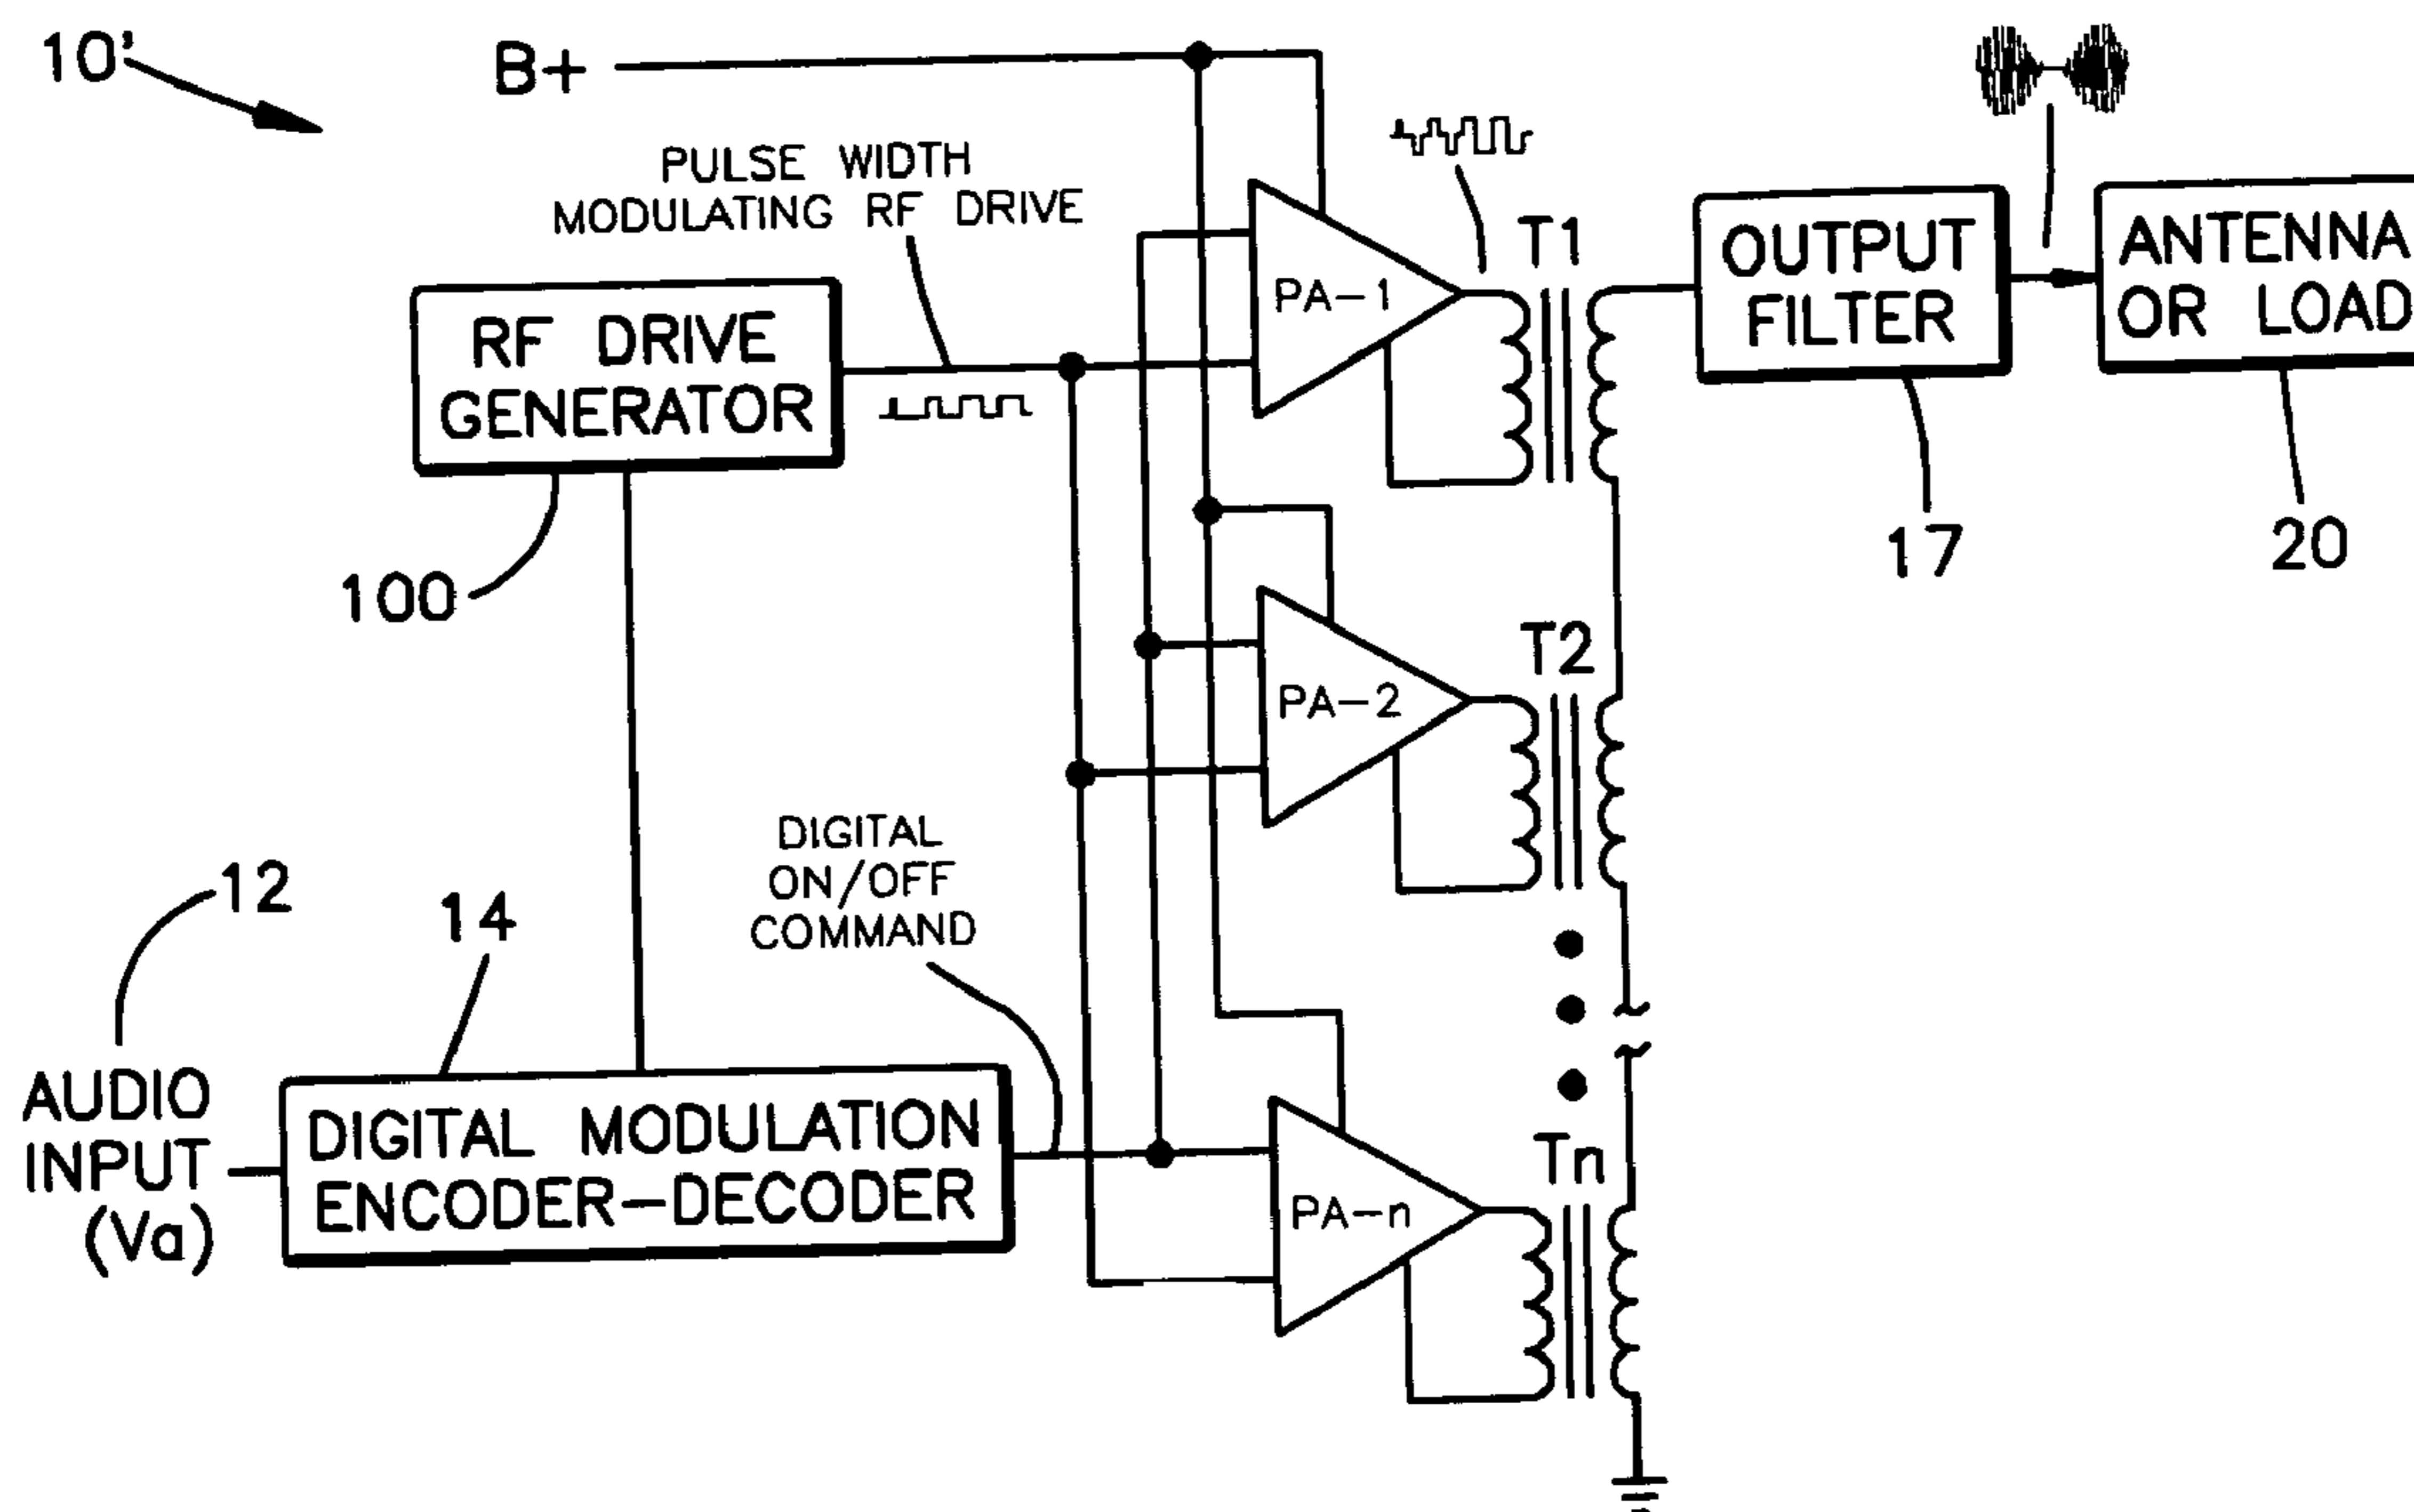 10'
B+
PULSE WIDTH
MODULATING RF DRIVE
RF DRIVE
GENERATOR
100
PA-1
T1
OUTPUT
FILTER
17
ANTENNA
OR LOAD
20
PA-2
T2
DIGITAL
ON/OFF
COMMAND
12
14
AUDIO
INPUT
(Va)
DIGITAL MODULATION
ENCODER-DECODER
PA-n
Tn